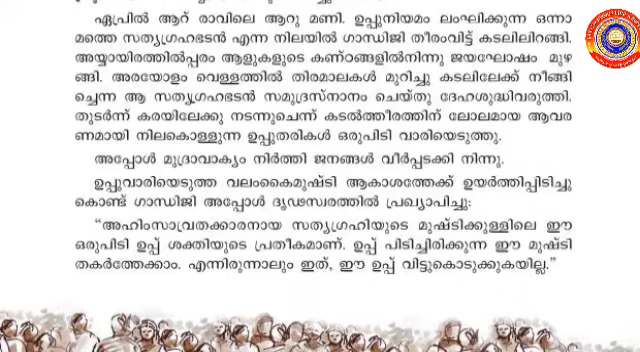 ഏപ്രിൽ ആറ് രാവിലെ ആറു മണി. ഉപ്പുനിയമം ലംഘിക്കുന്ന ഒന്നാ
മത്തെ സത്യഗ്രഹഭടൻ എന്ന നിലയിൽ ഗാന്ധിജി തീരംവിട്ട് കടലിലിറങ്ങി.
അയ്യായിരത്തിൽപ്പരം ആളുകളുടെ കണ്ഠങ്ങളിൽനിന്നു ജയഘോഷം മുഴ
ങ്ങി. അരയോളം വെള്ളത്തിൽ തിരമാലകൾ മുറിച്ചു കടലിലേക്ക് നീങ്ങി
ച്ചെന്ന ആ സത്യഗ്രഹഭടൻ സമുദ്രസ്നാനം ചെയ്തു ദേഹശുദ്ധിവരുത്തി.
തുടർന്ന് കരയിലേക്കു നടന്നുചെന്ന് കടൽത്തീരത്തിന് ലോലമായ ആവര
ണമായി നിലകൊള്ളുന്ന ഉപ്പുതരികൾ ഒരുപിടി വാരിയെടുത്തു.
അപ്പോൾ മുദ്രാവാക്യം നിർത്തി ജനങ്ങൾ വീർപ്പടക്കി നിന്നു.
ഉപ്പുവാരിയെടുത്ത വലംകൈമുഷ്ടി ആകാശത്തേക്ക് ഉയർത്തിപ്പിടിച്ചു
കൊണ്ട് ഗാന്ധിജി അപ്പോൾ ദൃഢസ്വരത്തിൽ പ്രഖ്യാപിച്ചു:
“അഹിംസാവ്രതക്കാരനായ സത്യഗ്രഹിയുടെ മുഷ്ടിക്കുള്ളിലെ ഈ
ഒരുപിടി ഉപ്പ് ശക്തിയുടെ പ്രതീകമാണ്. ഉപ്പ് പിടിച്ചിരിക്കുന്ന ഈ മുഷ്ടി
തകർത്തേക്കാം. എന്നിരുന്നാലും ഇത്, ഈ ഉപ്പ് വിട്ടുകൊടുക്കുകയില്ല.”